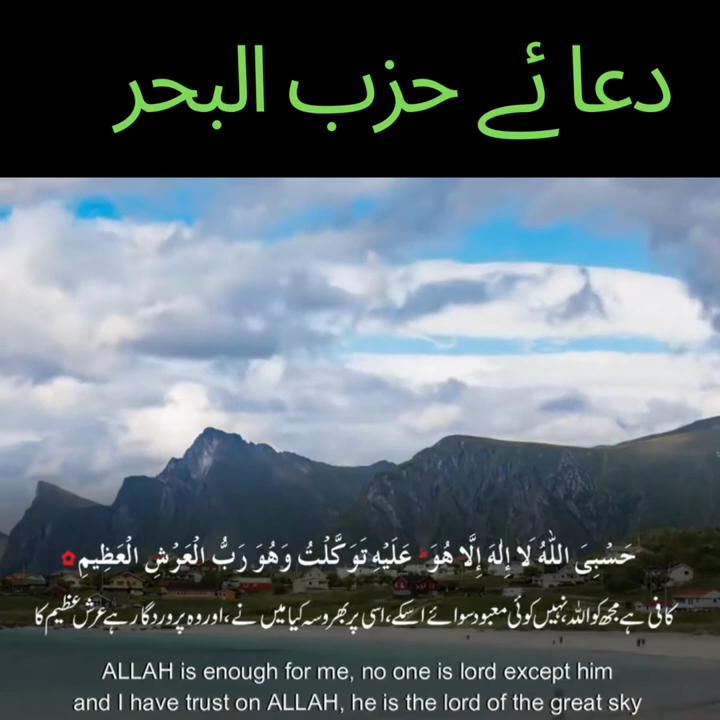 دعائے حزب البحر
حَسْبِىَ اللّٰهُ لَا إِلٰهَ إِلَّا هُوَ عَلَيْهِ تَوَكَّلْتُ وَهُوَ رَبُّ الْعَرْشِ الْعَظِيمِ
کافی ہے مجھ کو اللہ، نہیں کوئی معبود سوائے اسکے، اسی پر بھروسہ کیا میں نے، اور وہ پروردگار ہے عرش عظیم کا
ALLAH is enough for me, no one is lord except him
and I have trust on ALLAH, he is the lord of the great sky